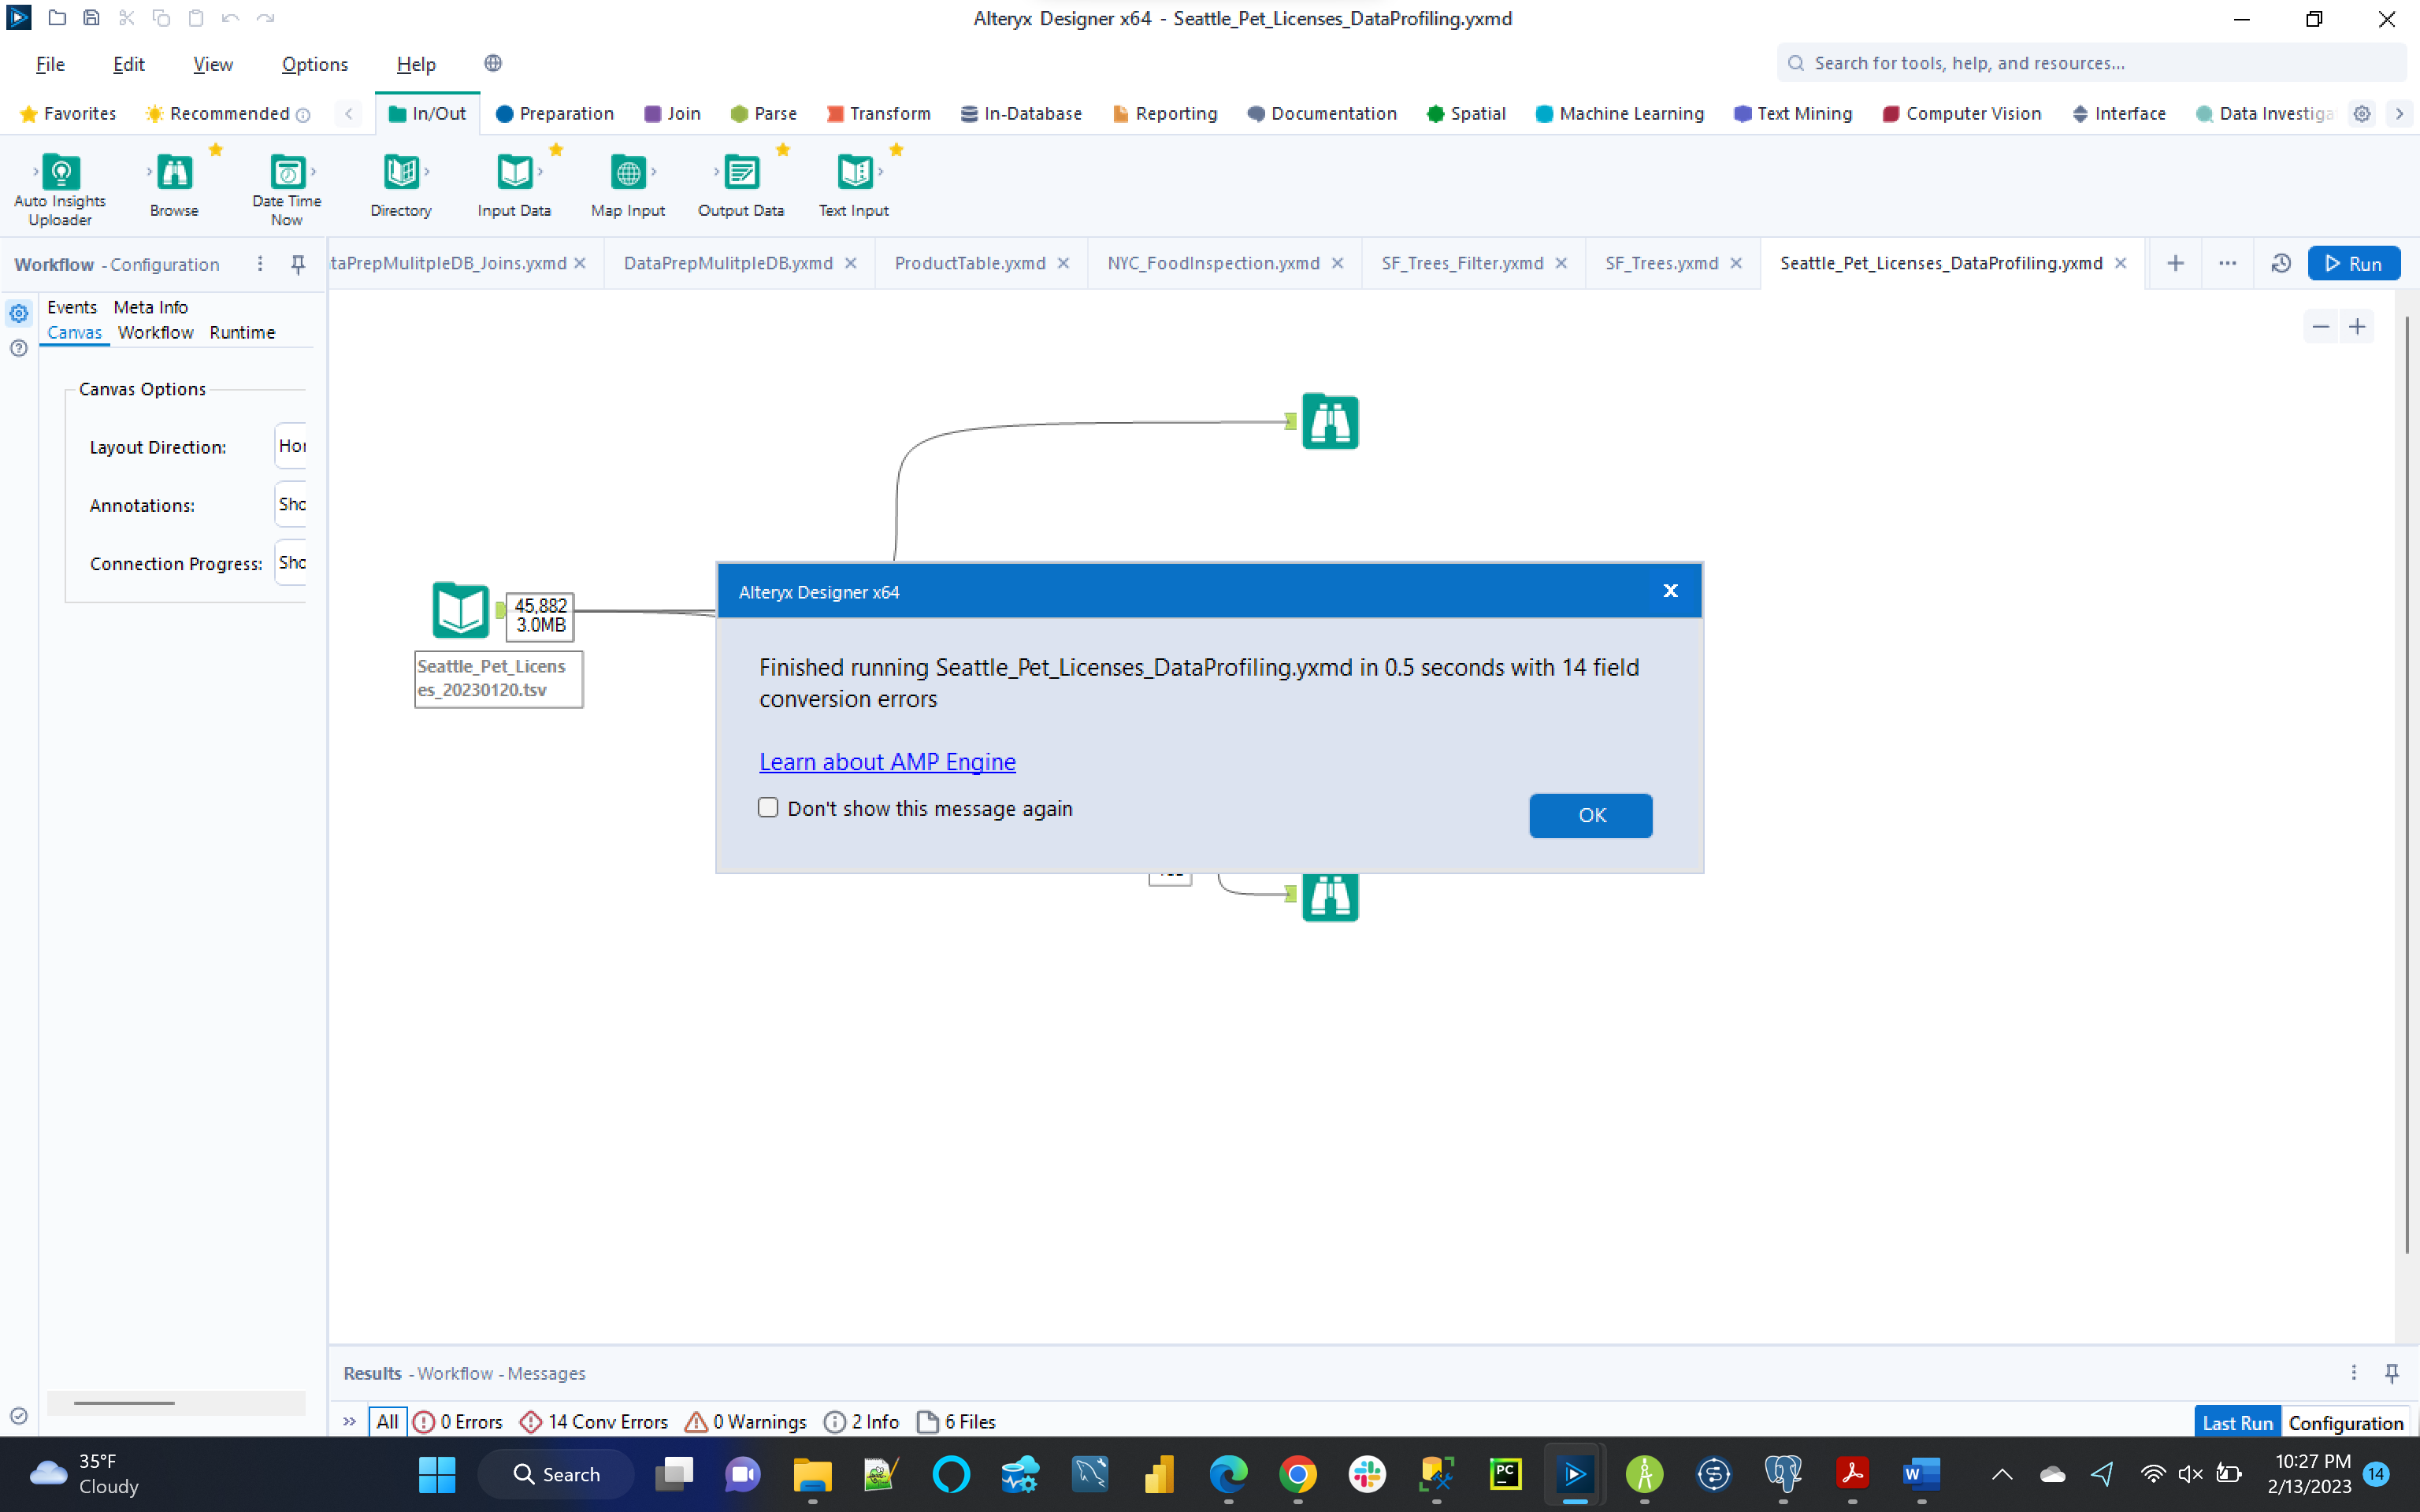 Alteryx Designer x64 - Seattle_Pet_Licenses_DataProfiling.yxmd
File Edit View Options Help
Search for tools, help, and resources...
Favorites Recommended In/Out Preparation Join Parse Transform In-Database Reporting Documentation Spatial Machine Learning Text Mining Computer Vision Interface Data Investiga
Auto Insights Uploader
Browse
Date Time Now
Directory
Input Data
Map Input
Output Data
Text Input
Workflow - Configuration
taPrepMulitpleDB_Joins.yxmd DataPrepMulitpleDB.yxmd ProductTable.yxmd NYC_FoodInspection.yxmd SF_Trees_Filter.yxmd SF_Trees.yxmd Seattle_Pet_Licenses_DataProfiling.yxmd
Run
Events Meta Info
Canvas Workflow Runtime
Canvas Options
Layout Direction: Hor
Annotations: Sho
Connection Progress: Sho
45,882
3.0MB
Seattle_Pet_Licens
es_20230120.tsv
Alteryx Designer x64
Finished running Seattle_Pet_Licenses_DataProfiling.yxmd in 0.5 seconds with 14 field
conversion errors
Learn about AMP Engine
Don't show this message again
OK
Results - Workflow - Messages
All 0 Errors 14 Conv Errors 0 Warnings 2 Info 6 Files
Last Run Configuration
35°F
Cloudy
Search
PC
W
10:27 PM
2/13/2023
14